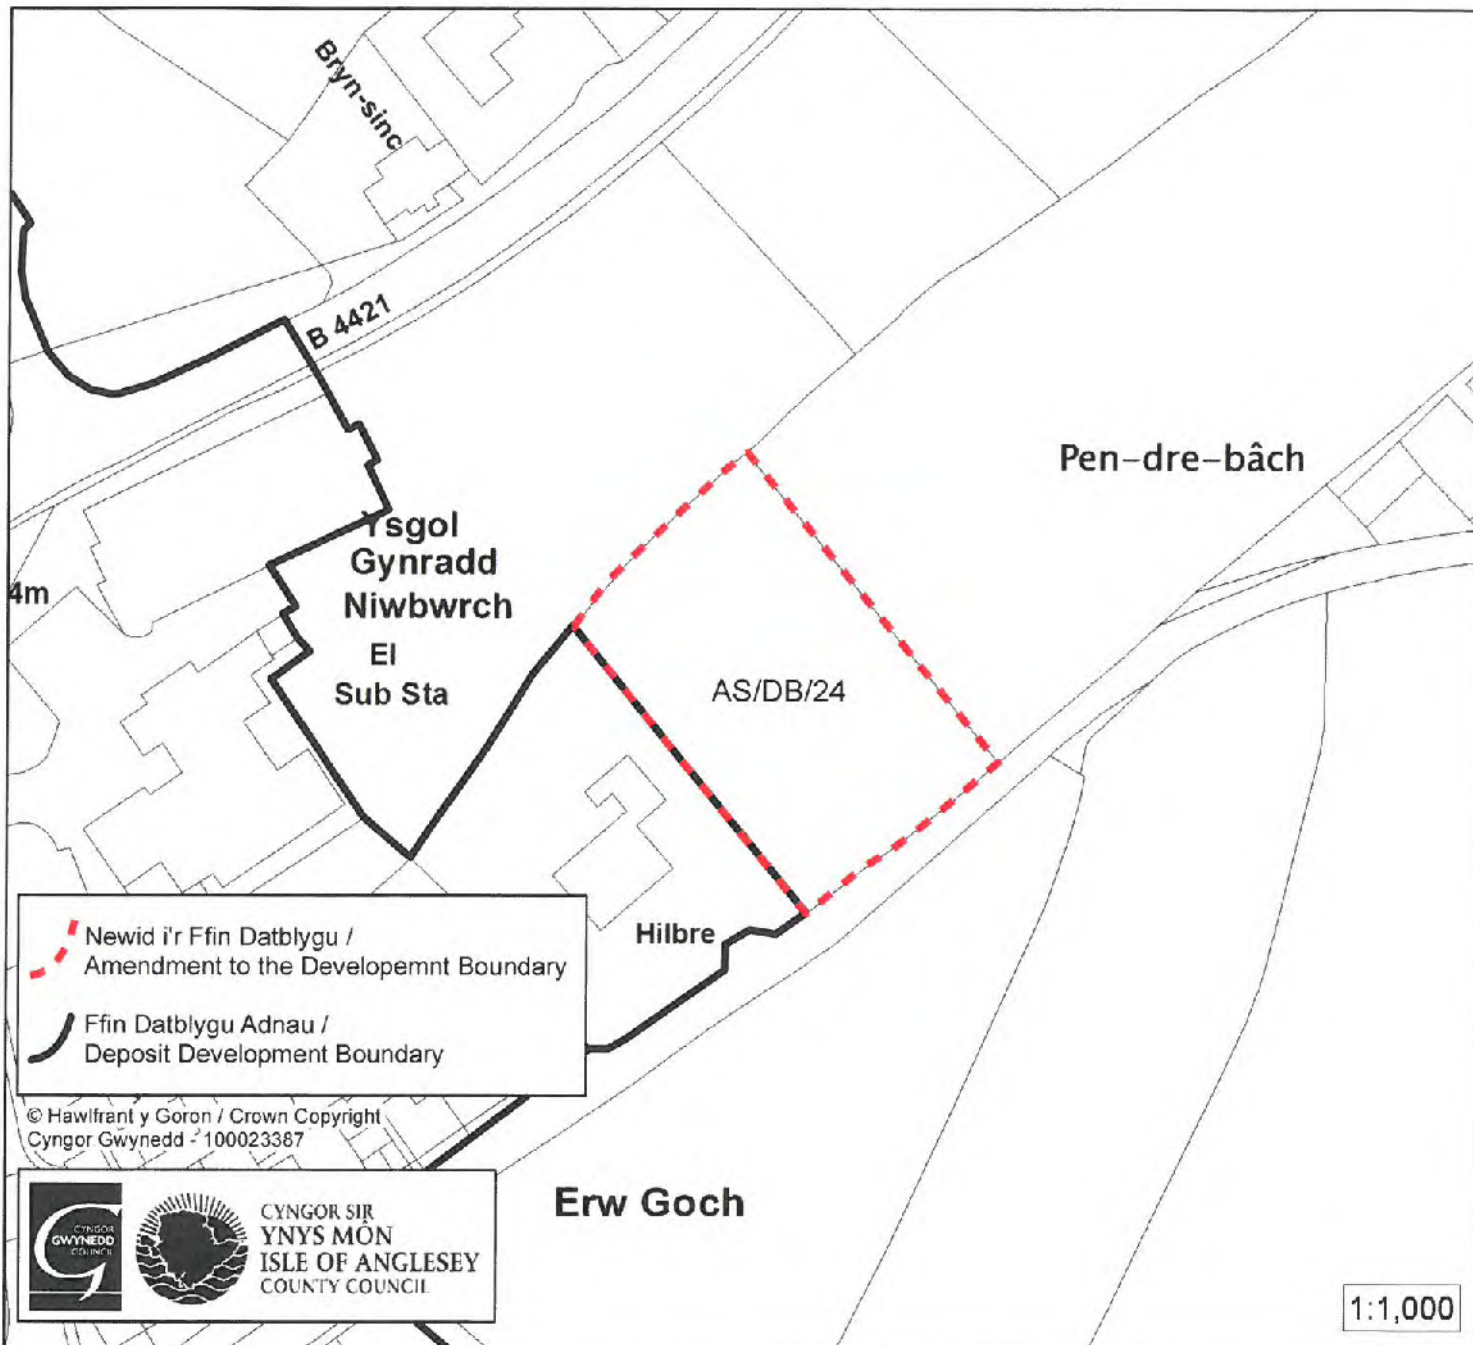 Bryn-sinc
B 4421
Pen-dre-bâch
Ysgol
Gynradd
Niwbwrch
4m
El
Sub Sta
AS/DB/24
Hilbre
Newid i'r Ffin Datblygu /
Amendment to the Developemnt Boundary
Ffin Datblygu Adnau /
Deposit Development Boundary
© Hawlfraint y Goron / Crown Copyright
Cyngor Gwynedd - 100023387
Erw Goch
CYNGOR
GWYNEDD
COUNCIL
CYNGOR SIR
YNYS MÔN
ISLE OF ANGLESEY
COUNTY COUNCIL
1:1,000